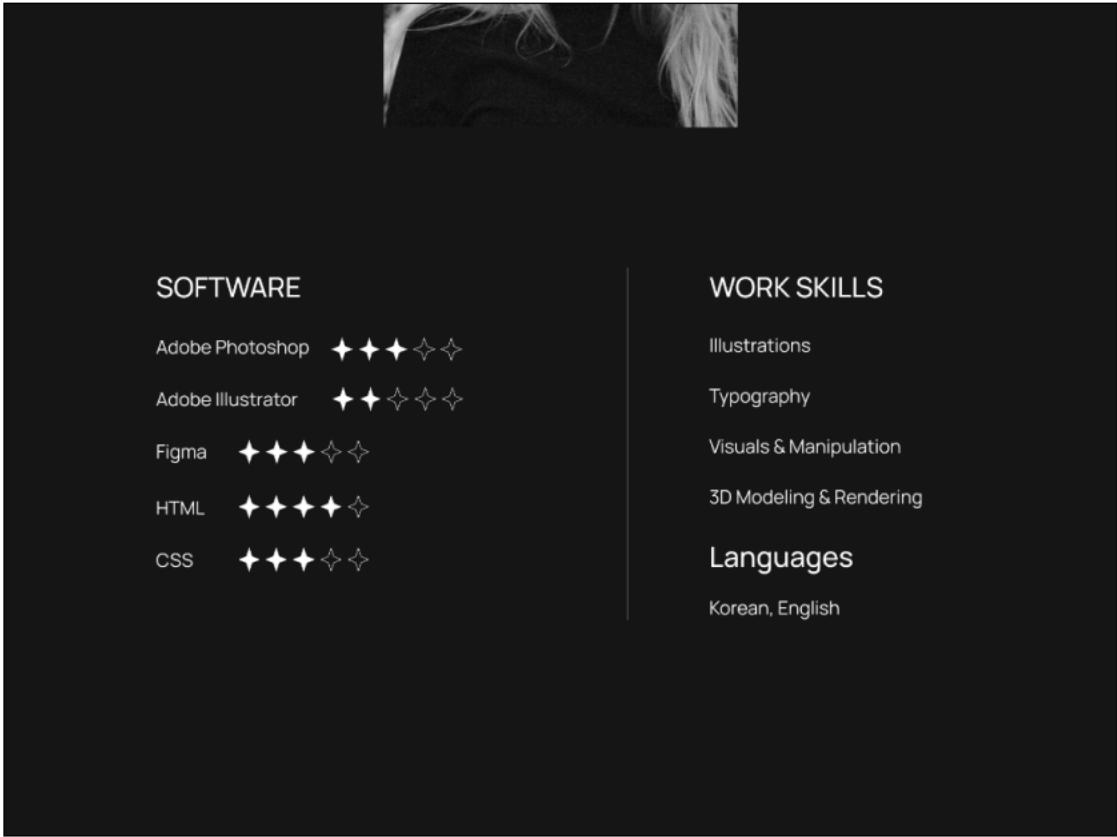 SOFTWARE
Adobe Photoshop
Adobe Illustrator
Figma
HTML
CSS
WORK SKILLS
Illustrations
Typography
Visuals & Manipulation
3D Modeling & Rendering
Languages
Korean, English